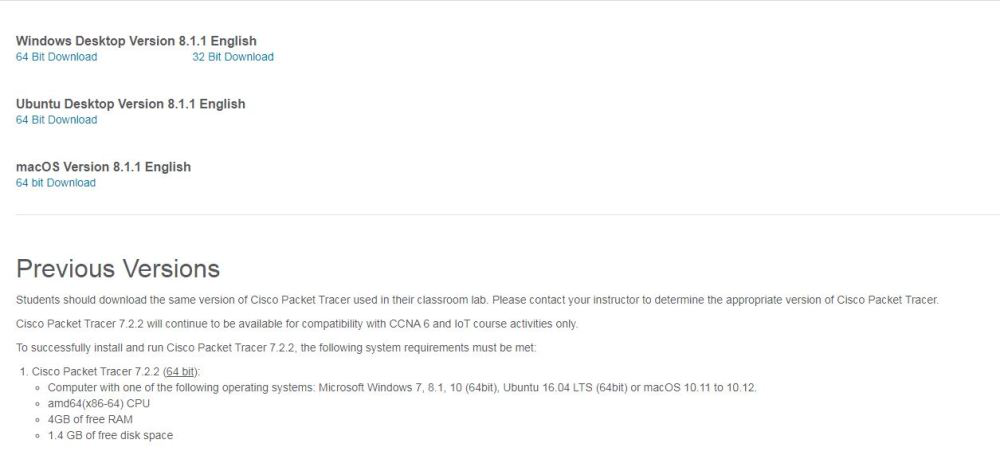 Windows Desktop Version 8.1.1 English
64 Bit Download 32 Bit Download
Ubuntu Desktop Version 8.1.1 English
64 Bit Download
macOS Version 8.1.1 English
64 bit Download
Previous Versions
Students should download the same version of Cisco Packet Tracer used in their classroom lab. Please contact your instructor to determine the appropriate version of Cisco Packet Tracer.
Cisco Packet Tracer 7.2.2 will continue to be available for compatibility with CCNA 6 and IoT course activities only.
To successfully install and run Cisco Packet Tracer 7.2.2, the following system requirements must be met:
1. Cisco Packet Tracer 7.2.2 (64 bit):
Computer with one of the following operating systems: Microsoft Windows 7, 8.1, 10 (64bit), Ubuntu 16.04 LTS (64bit) or macOS 10.11 to 10.12.
amd64(x86-64) CPU
4GB of free RAM
1.4 GB of free disk space